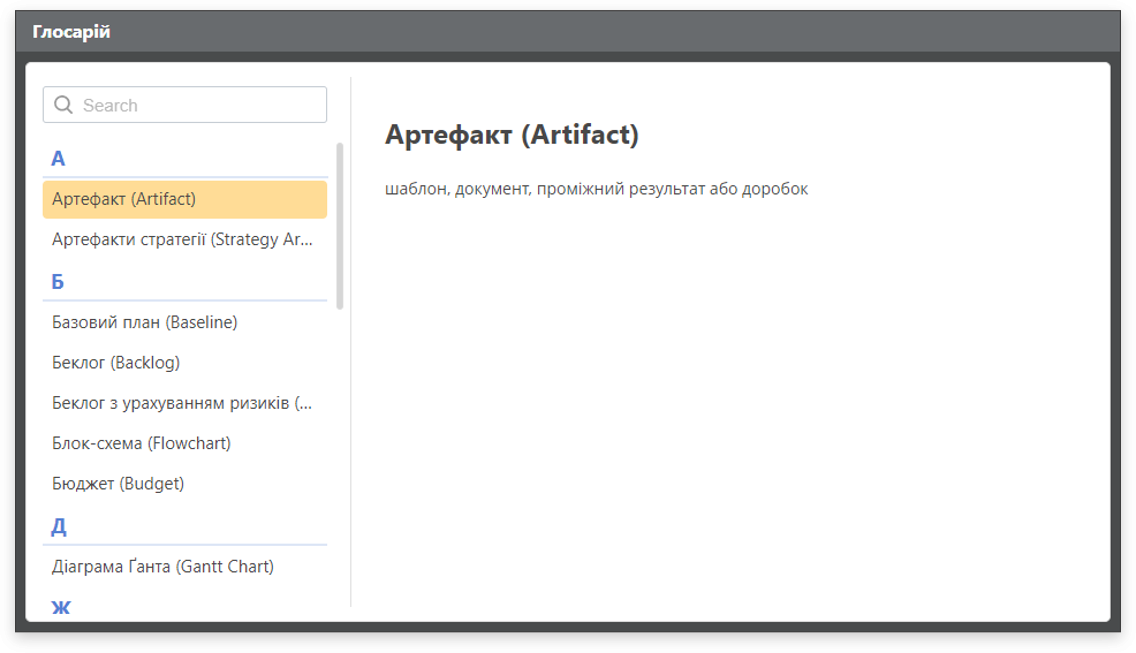 Глосарій
Search
А
Артефакт (Artifact)
Артефакти стратегії (Strategy Ar...
Б
Базовий план (Baseline)
Беклог (Backlog)
Беклог з урахуванням ризиків (...
Блок-схема (Flowchart)
Бюджет (Budget)
Д
Діаграма Ґанта (Gantt Chart)
Ж
Артефакт (Artifact)
шаблон, документ, проміжний результат або доробок